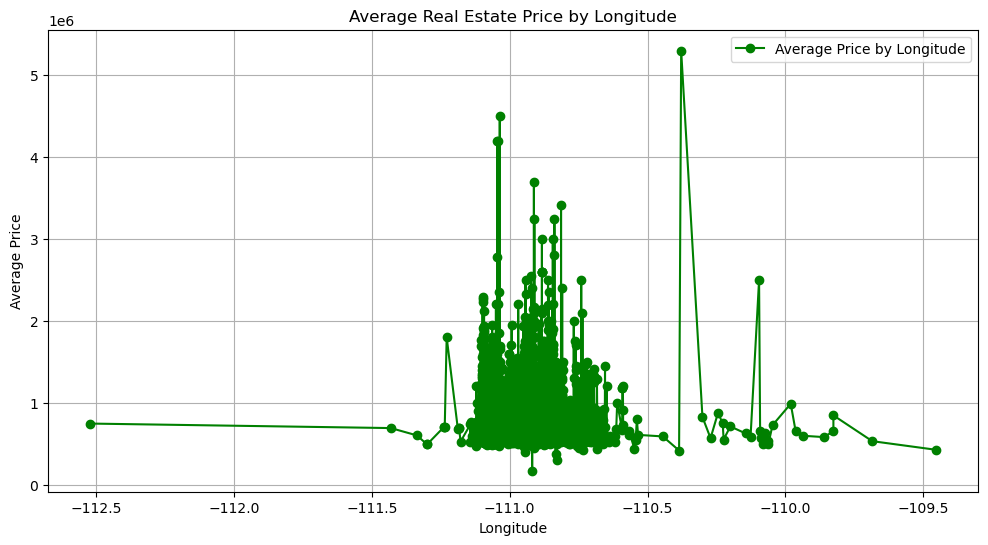 Average Real Estate Price by Longitude
1e6
Average Price by Longitude
5
4
3
2
1
0
Average Price
−112.5 −112.0 −111.5 −111.0 −110.5 −110.0 −109.5
Longitude